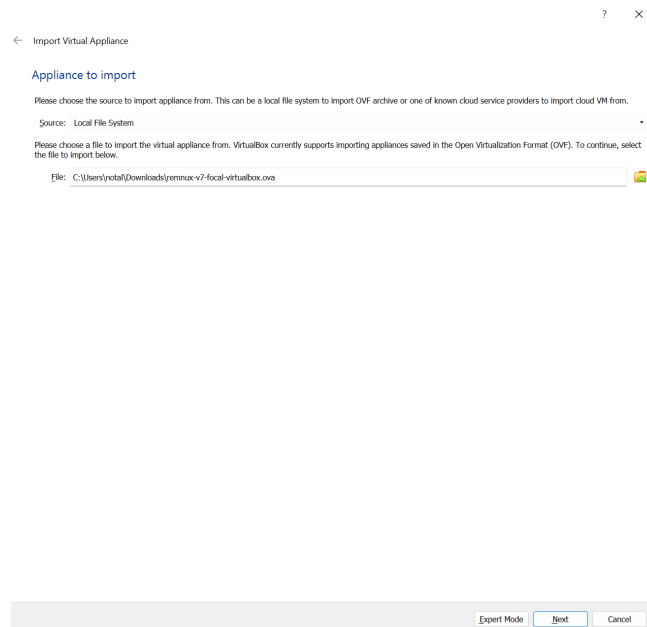 ?
Import Virtual Appliance
Appliance to import
Please choose the source to import appliance from. This can be a local file system to import OVF archive or one of known cloud service providers to import cloud VM from.
Source: Local File System
Please choose a file to import the virtual appliance from. VirtualBox currently supports importing appliances saved in the Open Virtualization Format (OVF). To continue, select
the file to import below.
File: C:\Users\notal\Downloads\remnux-v7-focal-virtualbox.ova
Expert Mode Next Cancel